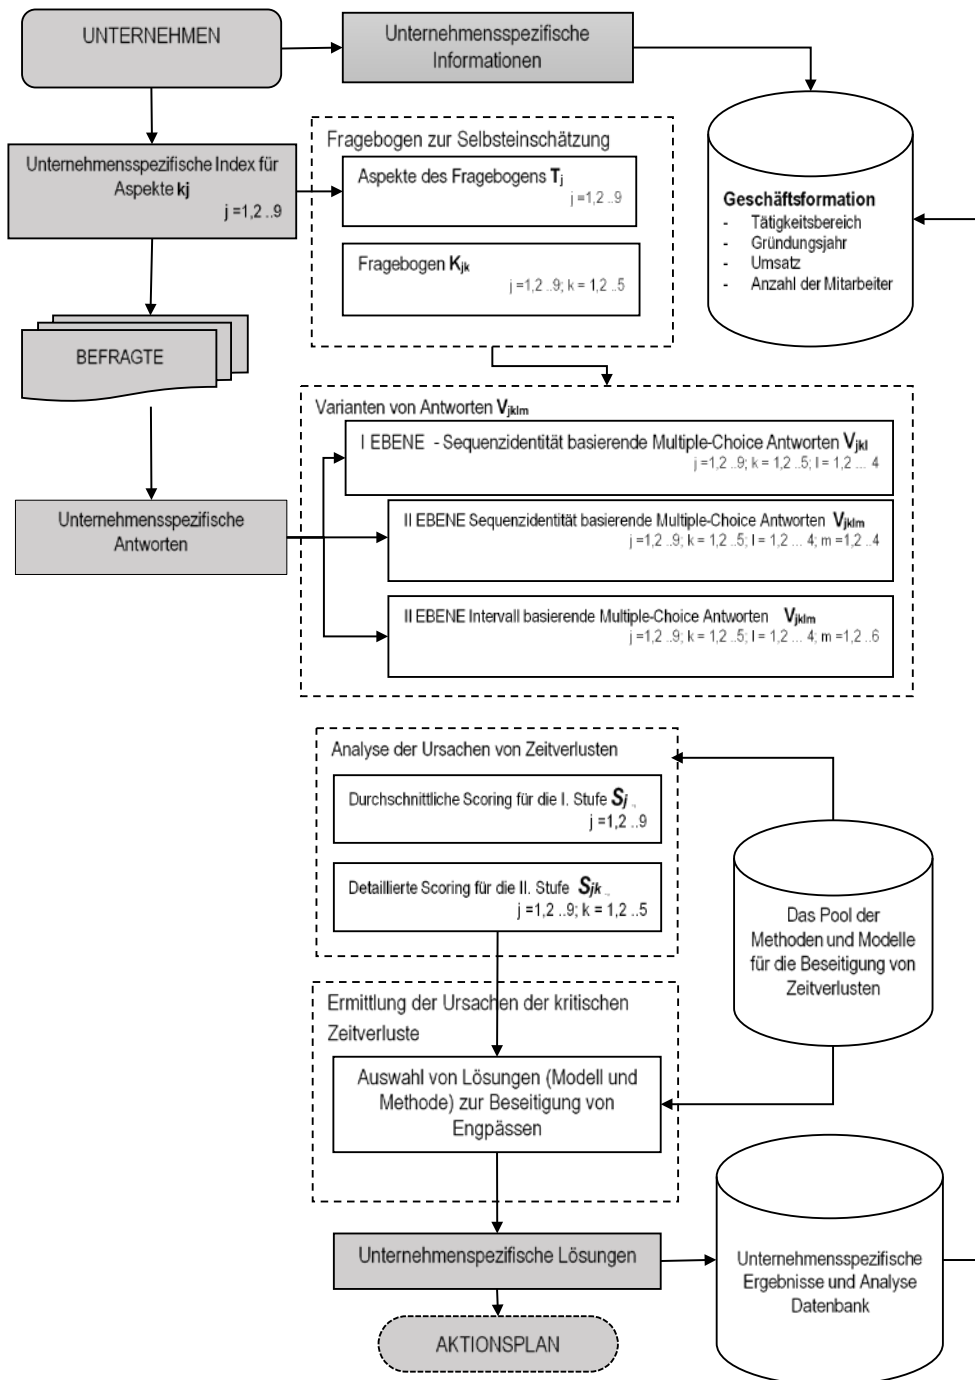 UNTERNEHMEN
Unternehmensspezifische
Informationen
Unternehmensspezifische Index für
Aspekte kj
j =1,2 ..9
Fragebogen zur Selbsteinschätzung
Aspekte des Fragebogens Tj
j =1,2 ..9
Fragebogen Kjk
j =1,2 ..9; k = 1,2 ..5
Geschäftsformation
- Tätigkeitsbereich
- Gründungsjahr
- Umsatz
- Anzahl der Mitarbeiter
BEFRAGTE
Varianten von Antworten Vjklm
I EBENE - Sequenzidentität basierende Multiple-Choice Antworten Vjkl
j =1,2 ..9; k = 1,2 ..5; l = 1,2 ... 4
Unternehmensspezifische
Antworten
II EBENE Sequenzidentität basierende Multiple-Choice Antworten Vjklm
j =1,2 ..9; k = 1,2 ..5; l = 1,2 ... 4; m =1,2 ..4
II EBENE Intervall basierende Multiple-Choice Antworten Vjklm
j =1,2 ..9; k = 1,2 ..5; l = 1,2 ... 4; m =1,2 ..6
Analyse der Ursachen von Zeitverlusten
Durchschnittliche Scoring für die I. Stufe Sj ..
j =1,2 ..9
Detaillierte Scoring für die II. Stufe Sjk ..
j =1,2 ..9; k = 1,2 ..5
Das Pool der
Methoden und Modelle
für die Beseitigung von
Zeitverlusten
Ermittlung der Ursachen der kritischen
Zeitverluste
Auswahl von Lösungen (Modell und
Methode) zur Beseitigung von
Engpässen
Unternehmenspezifische Lösungen
Unternehmensspezifische
Ergebnisse und Analyse
Datenbank
AKTIONSPLAN